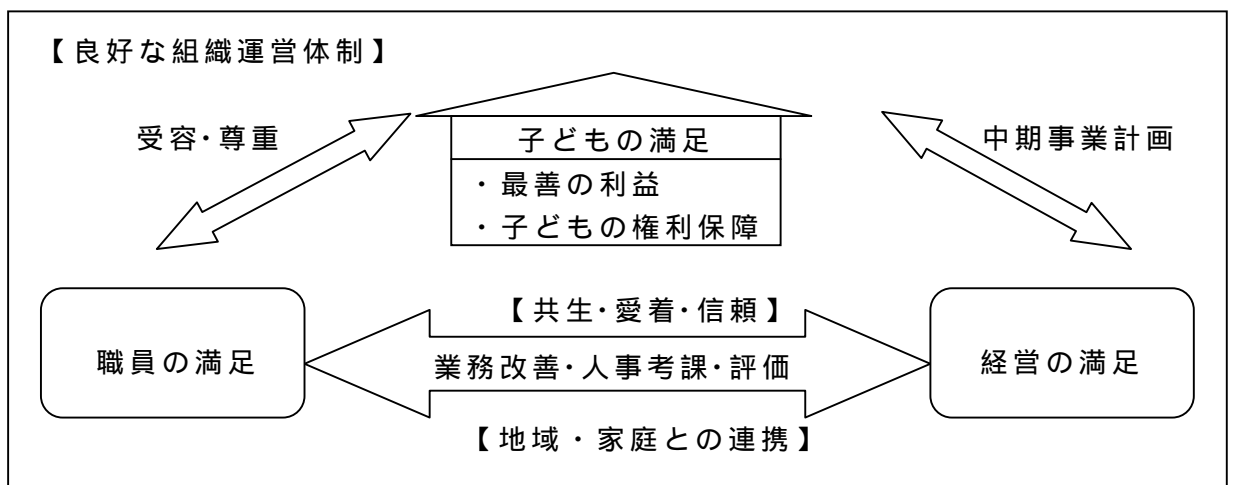 【良好な組織運営体制】
受容・尊重
中期事業計画
子どもの満足
・最善の利益
・子どもの権利保障
【共生・愛着・信頼】
職員の満足
業務改善・人事考課・評価
経営の満足
【地域・家庭との連携】